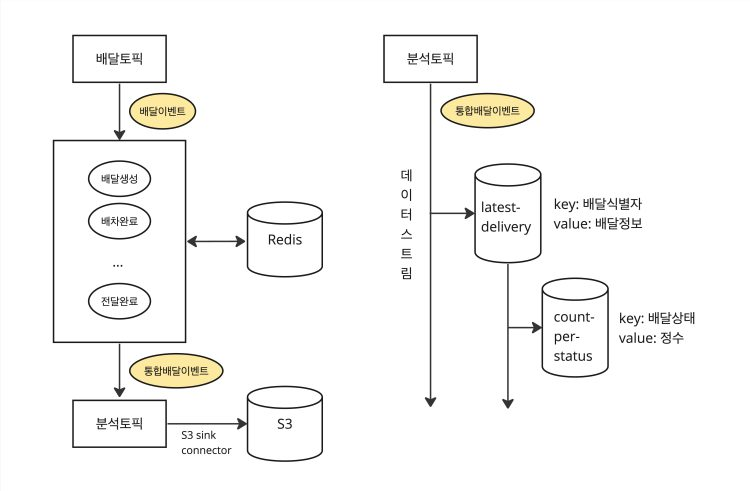 배달토픽
배달이벤트
배달생성
배차완료
...
전달완료
Redis
통합배달이벤트
분석토픽
S3 sink
connector
S3
분석토픽
통합배달이벤트
데
이
터
스
트
림
latest-
delivery
key: 배달식별자
value: 배달정보
count-
per-
status
key: 배달상태
value: 정수